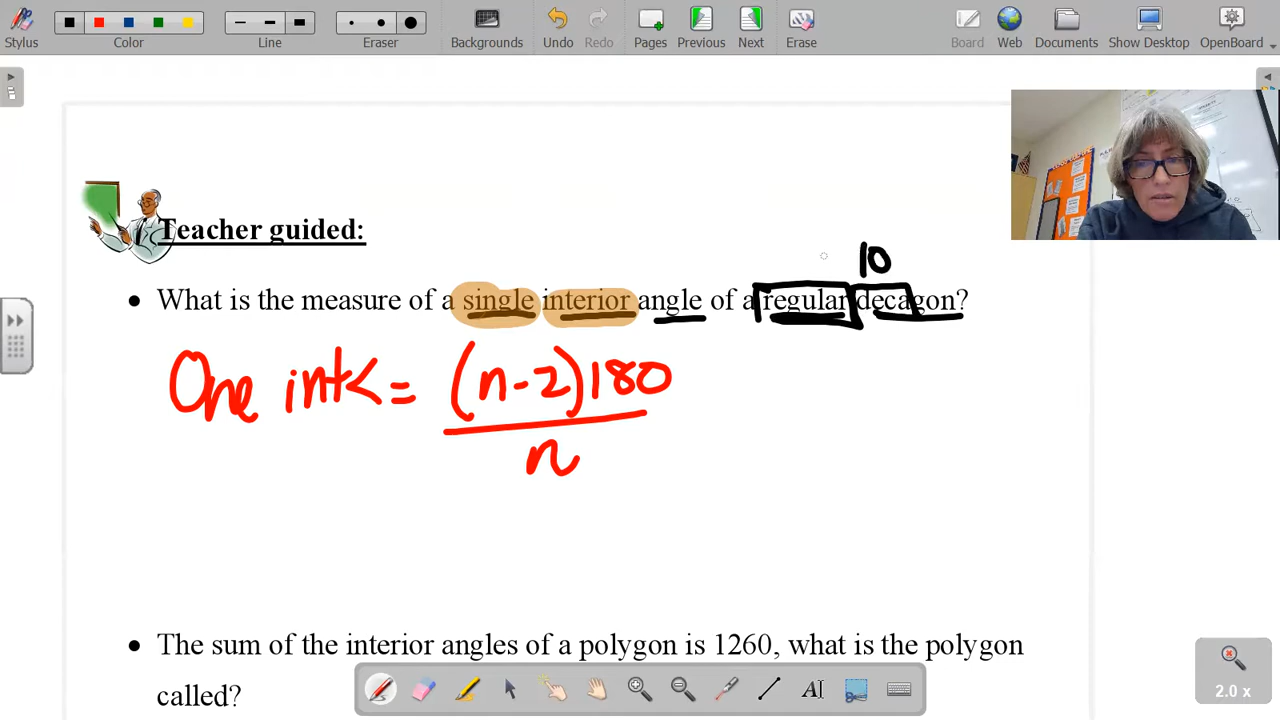 Stylus
Color
Line
Eraser
Backgrounds
Undo
Redo
Pages
Previous
Next
Erase
Board
Web
Documents
Show Desktop
OpenBoard
Teacher guided:
10
• What is the measure of a single interior angle of a regular decagon?
One int< = (n-2)180
n
• The sum of the interior angles of a polygon is 1260, what is the polygon
called?
2.0 x